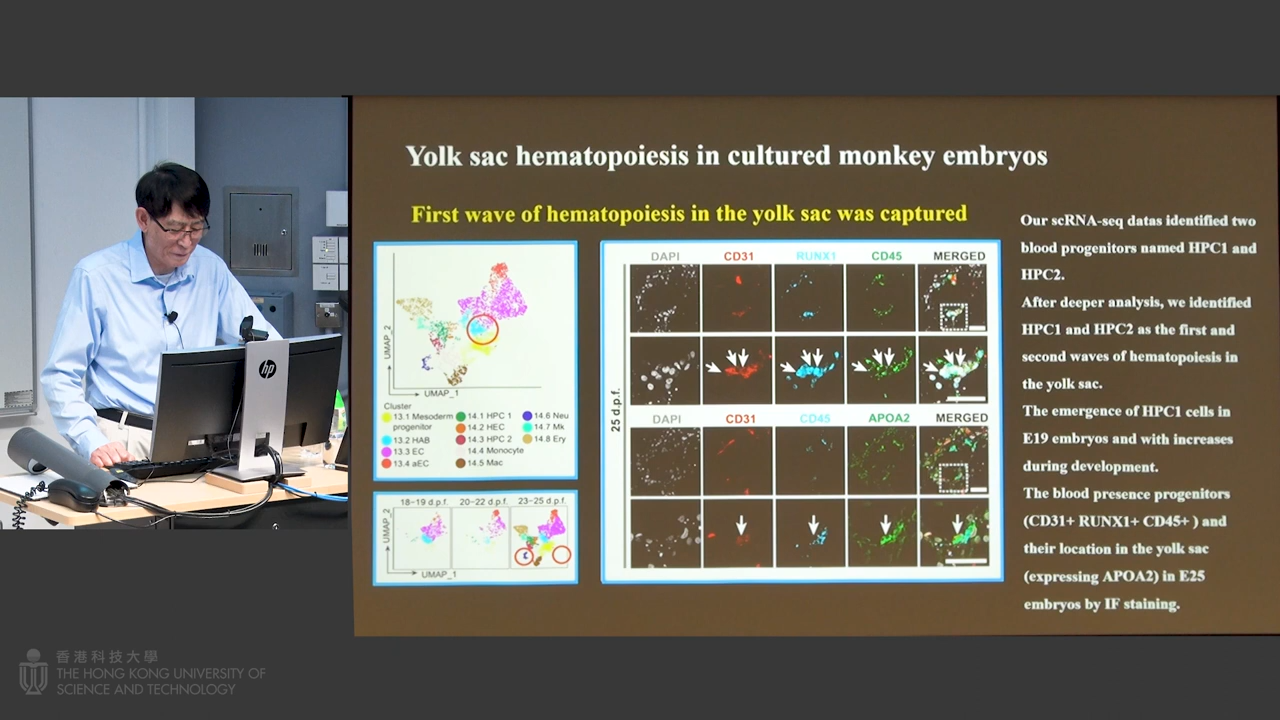 Yolk sac hematopoiesis in cultured monkey embryos
First wave of hematopoiesis in the yolk sac was captured
UMAP_2
UMAP_1
Cluster
13.1 Mesoderm progenitor
13.2 HAB
13.3 EC
13.4 aEC
14.1 HPC 1
14.2 HEC
14.3 HPC 2
14.4 Monocyte
14.5 Mac
14.6 Neu
14.7 Mk
14.8 Ery
18-19 d.p.f. 20-22 d.p.f. 23-25 d.p.f.
UMAP_2
UMAP_1
25 d.p.f.
DAPI CD31 RUNX1 CD45 MERGED
DAPI CD31 CD45 APOA2 MERGED
Our scRNA-seq datas identified two
blood progenitors named HPC1 and
HPC2.
After deeper analysis, we identified
HPC1 and HPC2 as the first and
second waves of hematopoiesis in
the yolk sac.
The emergence of HPC1 cells in
E19 embryos and with increases
during development.
The blood presence progenitors
(CD31+ RUNX1+ CD45+ ) and
their location in the yolk sac
(expressing APOA2) in E25
embryos by IF staining.
hp
香港科技大學
THE HONG KONG UNIVERSITY OF
SCIENCE AND TECHNOLOGY